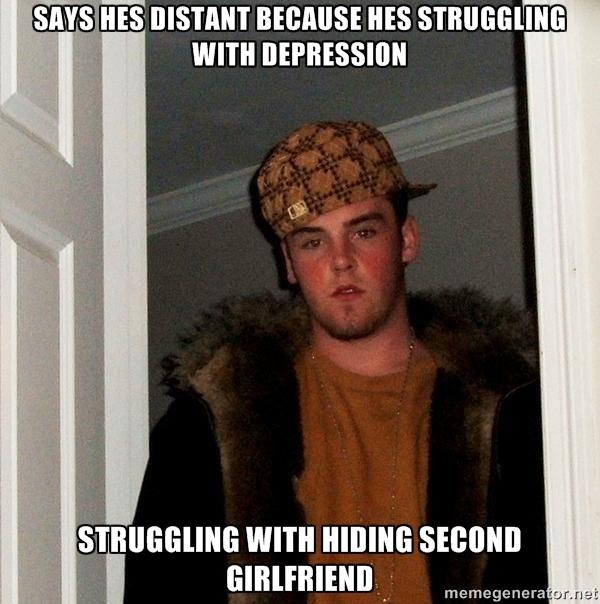 SAYS HES DISTANT BECAUSE HES STRUGGLING
WITH DEPRESSION
STRUGGLING WITH HIDING SECOND
GIRLFRIEND
memegenerator.net